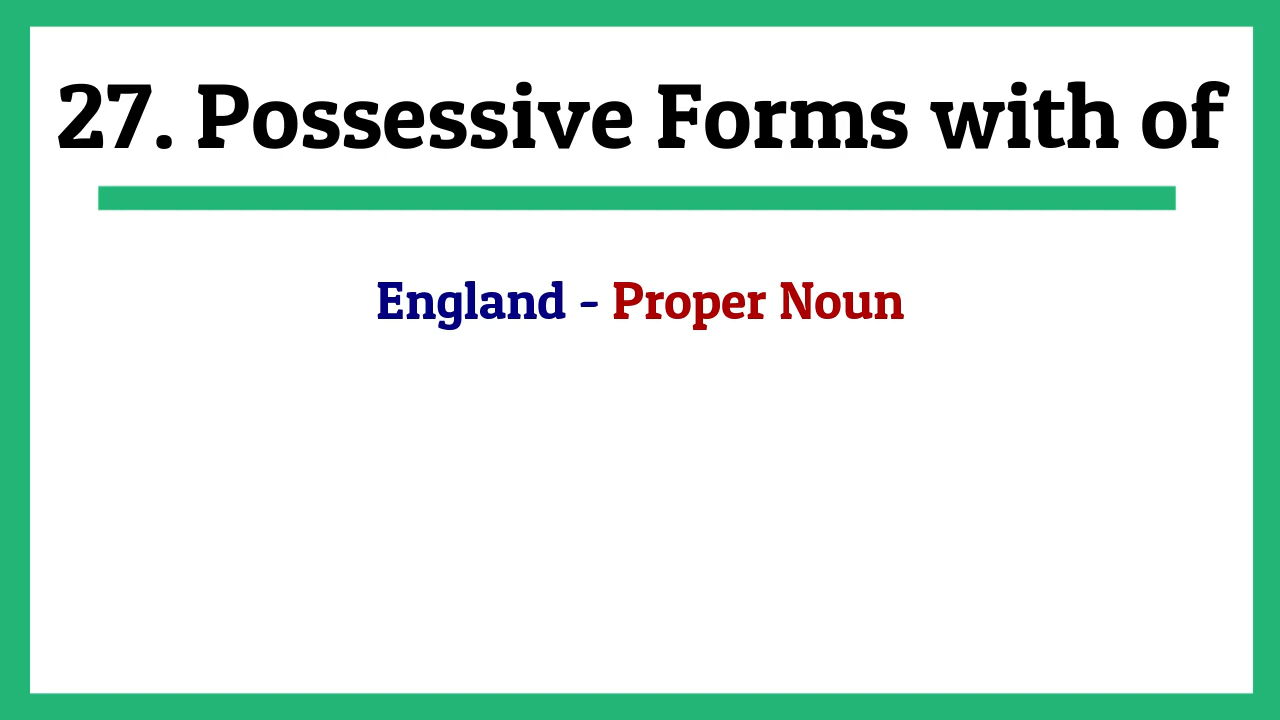 27. Possessive Forms with of
England - Proper Noun